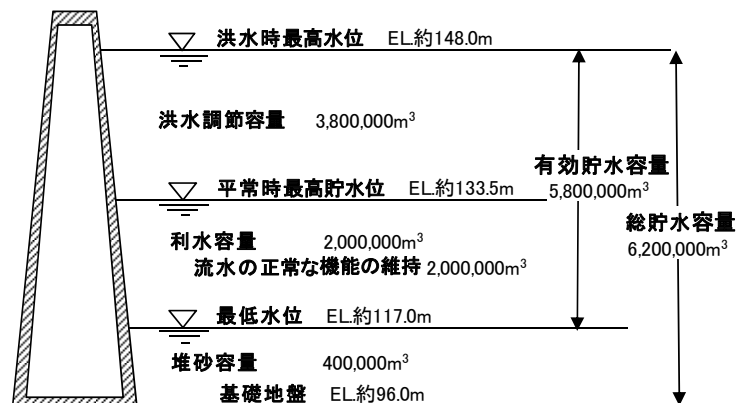 洪水時最高水位 EL.約148.0m
洪水調節容量 3,800,000m³
有効貯水容量
5,800,000m³
平常時最高貯水位 EL.約133.5m
総貯水容量
6,200,000m³
利水容量 2,000,000m³
流水の正常な機能の維持 2,000,000m³
最低水位 EL.約117.0m
堆砂容量 400,000m³
基礎地盤 EL.約96.0m